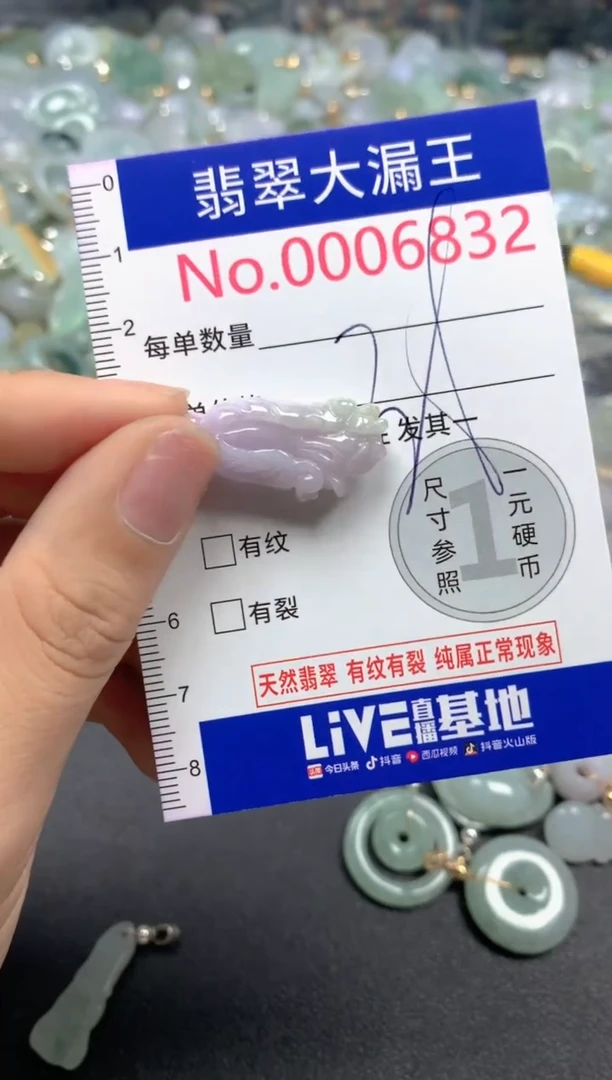 翡翠大漏王
No.0006832
0
1
2
每单数量
发其一
有纹
有裂
尺寸参照
1
一元硬币
6
7
8
天然翡翠 有纹有裂 纯属正常现象
LiVE直播基地
头条 今日头条 抖音 西瓜视频 抖音火山版